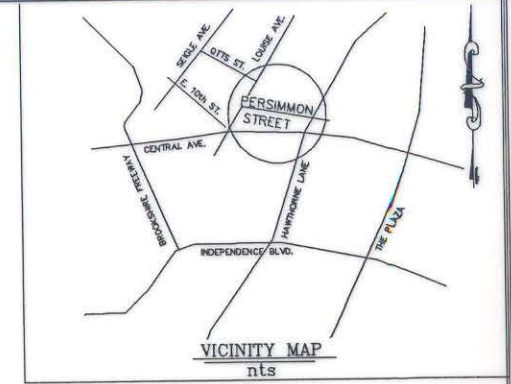 SEIGLE AVE.
OTTS ST.
LOUISE AVE.
E. 10th ST.
PERSIMMON
STREET
CENTRAL AVE.
BROOKSHIRE FREEWAY
HAWTHORNE LANE
THE PLAZA
INDEPENDENCE BLVD.
VICINITY MAP
nts